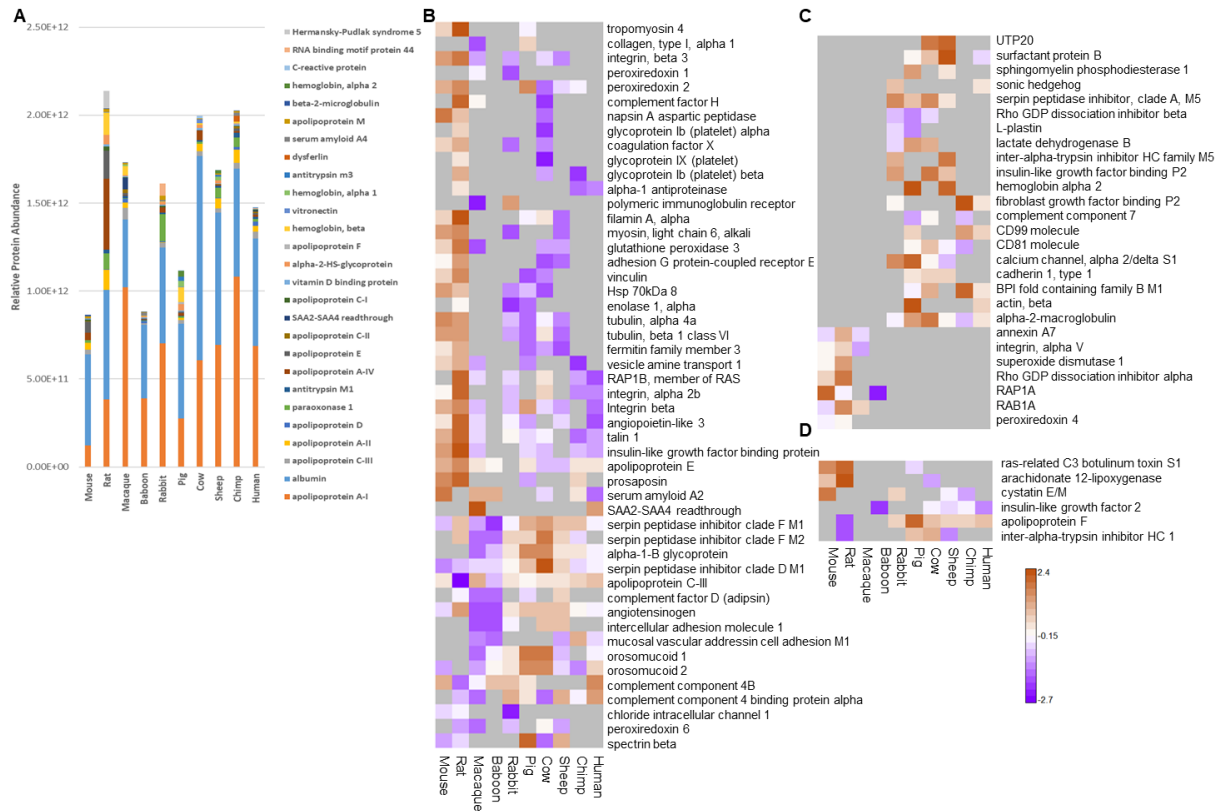 A
2.50E+12
2.00E+12
1.50E+12
1.00E+12
5.00E+11
0.00E+00
Relative Protein Abundance
Mouse
Rat
Macaque
Baboon
Rabbit
Pig
Cow
Sheep
Chimp
Human
Hermansky-Pudlak syndrome 5
RNA binding motif protein 44
C-reactive protein
hemoglobin, alpha 2
beta-2-microglobulin
apolipoprotein M
serum amyloid A4
dysferlin
antitrypsin m3
hemoglobin, alpha 1
vitronectin
hemoglobin, beta
apolipoprotein F
alpha-2-HS-glycoprotein
vitamin D binding protein
apolipoprotein C-I
SAA2-SAA4 readthrough
apolipoprotein C-II
apolipoprotein E
apolipoprotein A-IV
antitrypsin M1
paraoxonase 1
apolipoprotein D
apolipoprotein A-II
apolipoprotein C-III
albumin
apolipoprotein A-I
B
tropomyosin 4
collagen, type I, alpha 1
integrin, beta 3
peroxiredoxin 1
peroxiredoxin 2
complement factor H
napsin A aspartic peptidase
glycoprotein Ib (platelet) alpha
coagulation factor X
glycoprotein IX (platelet)
glycoprotein Ib (platelet) beta
alpha-1 antiproteinase
polymeric immunoglobulin receptor
filamin A, alpha
myosin, light chain 6, alkali
glutathione peroxidase 3
adhesion G protein-coupled receptor E
vinculin
Hsp 70kDa 8
enolase 1, alpha
tubulin, alpha 4a
tubulin, beta 1 class VI
fermitin family member 3
vesicle amine transport 1
RAP1B, member of RAS
integrin, alpha 2b
Integrin beta
angiopoietin-like 3
talin 1
insulin-like growth factor binding protein
apolipoprotein E
prosaposin
serum amyloid A2
SAA2-SAA4 readthrough
serpin peptidase inhibitor clade F M1
serpin peptidase inhibitor clade F M2
alpha-1-B glycoprotein
serpin peptidase inhibitor clade D M1
apolipoprotein C-III
complement factor D (adipsin)
angiotensinogen
intercellular adhesion molecule 1
mucosal vascular addressin cell adhesion M1
orosomucoid 1
orosomucoid 2
complement component 4B
complement component 4 binding protein alpha
chloride intracellular channel 1
peroxiredoxin 6
spectrin beta
Mouse
Rat
Macaque
Baboon
Rabbit
Pig
Cow
Sheep
Chimp
Human
C
UTP20
surfactant protein B
sphingomyelin phosphodiesterase 1
sonic hedgehog
serpin peptidase inhibitor, clade A, M5
Rho GDP dissociation inhibitor beta
L-plastin
lactate dehydrogenase B
inter-alpha-trypsin inhibitor HC family M5
insulin-like growth factor binding P2
hemoglobin alpha 2
fibroblast growth factor binding P2
complement component 7
CD99 molecule
CD81 molecule
calcium channel, alpha 2/delta S1
cadherin 1, type 1
BPI fold containing family B M1
actin, beta
alpha-2-macroglobulin
annexin A7
integrin, alpha V
superoxide dismutase 1
Rho GDP dissociation inhibitor alpha
RAP1A
RAB1A
peroxiredoxin 4
D
ras-related C3 botulinum toxin S1
arachidonate 12-lipoxygenase
cystatin E/M
insulin-like growth factor 2
apolipoprotein F
inter-alpha-trypsin inhibitor HC 1
Mouse
Rat
Macaque
Baboon
Rabbit
Pig
Cow
Sheep
Chimp
Human
2.4
-0.15
-2.7